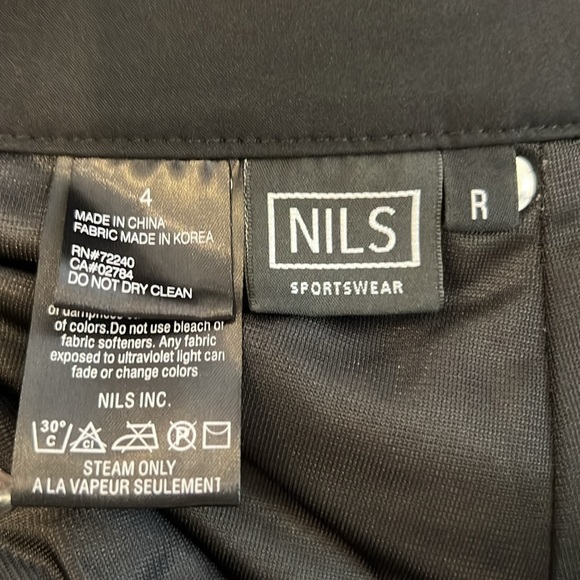 4
MADE IN CHINA
FABRIC MADE IN KOREA
RN#72240
CA#02784
DO NOT DRY CLEAN
of colors.Do not use bleach or
fabric softeners. Any fabric
exposed to ultraviolet light can
fade or change colors
NILS INC.
30°
C
CL
P
STEAM ONLY
A LA VAPEUR SEULEMENT
NILS
SPORTSWEAR
R